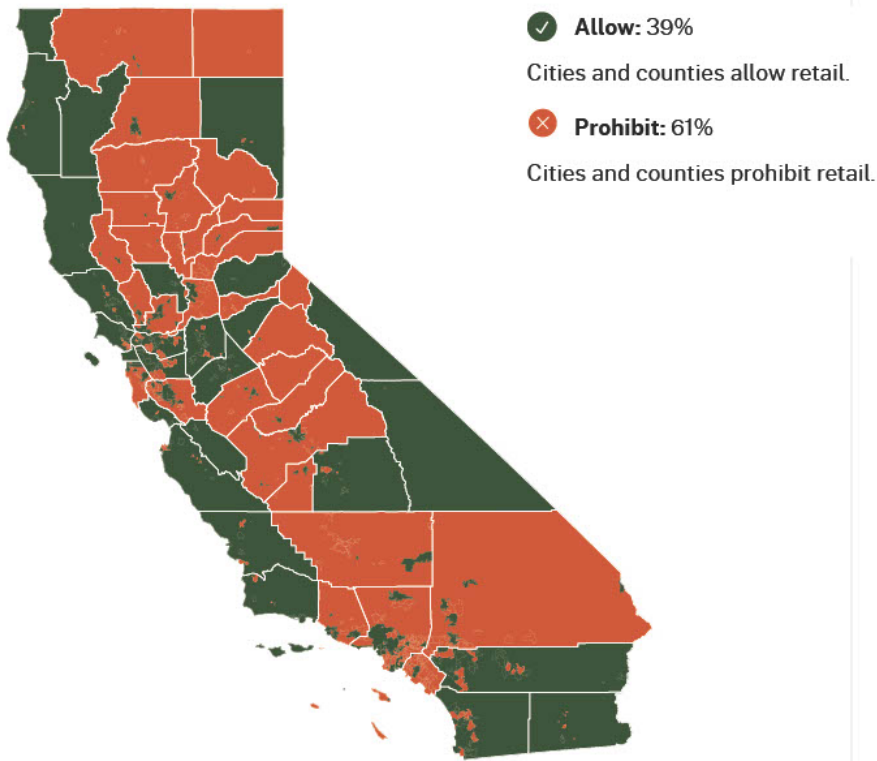 Allow: 39%
Cities and counties allow retail.
Prohibit: 61%
Cities and counties prohibit retail.